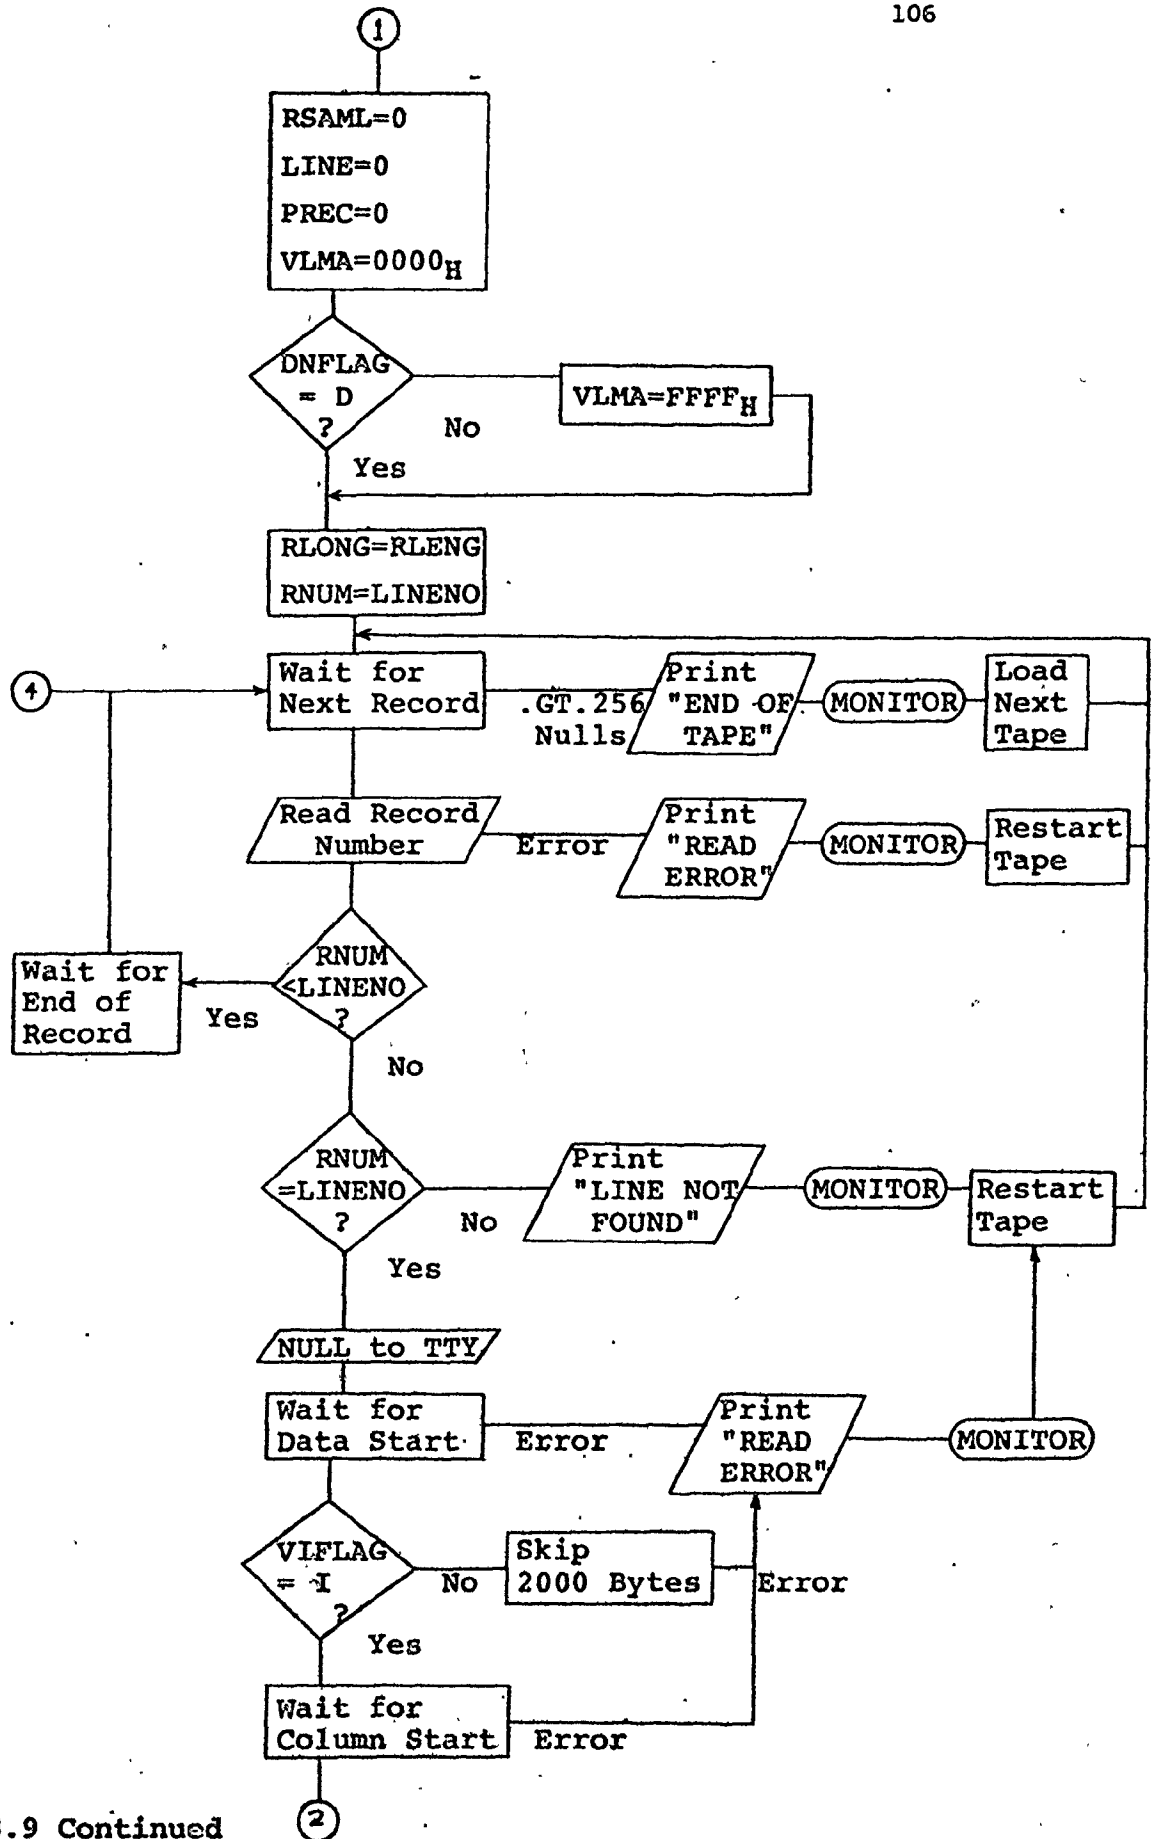 106
1
RSAML=0
LINE=0
PREC=0
VLMA=0000H
DNFLAG
= D
?
No
VLMA=FFFFH
Yes
RLONG=RLENG
RNUM=LINENO
4
Wait for
Next Record
.GT.256
Nulls
Print
"END OF
TAPE"
MONITOR
Load
Next
Tape
Read Record
Number
Error
Print
"READ
ERROR"
MONITOR
Restart
Tape
RNUM
<LINENO
?
Yes
Wait for
End of
Record
No
RNUM
=LINENO
?
No
Print
"LINE NOT
FOUND"
MONITOR
Restart
Tape
Yes
NULL to TTY
Wait for
Data Start
Error
Print
"READ
ERROR"
MONITOR
VIFLAG
= I
?
No
Skip
2000 Bytes
Error
Yes
Wait for
Column Start
Error
2
.9 Continued